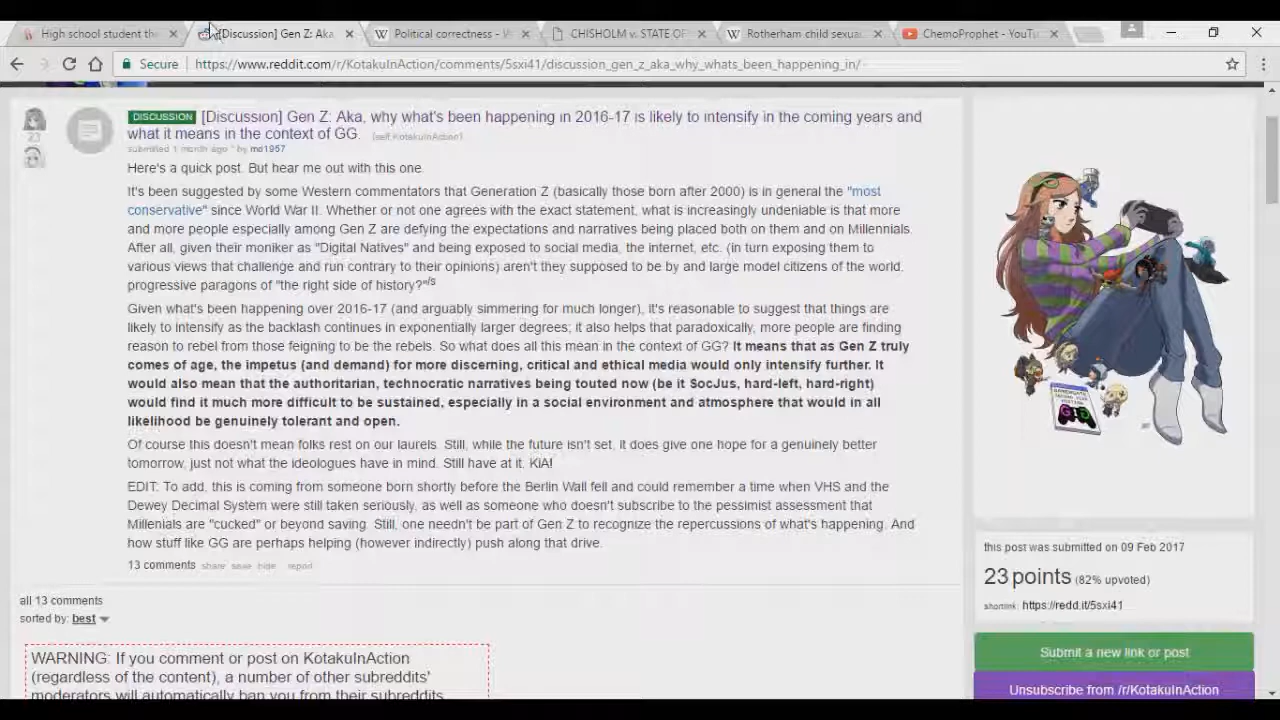 High school student th
[Discussion] Gen Z: Aka,
Political correctness - W
CHISHOLM v. STATE OF
Rotherham child sexua
ChemoProphet - YouTu
Secure
https://www.reddit.com/r/KotakuInAction/comments/5sxi41/discussion_gen_z_aka_why_whats_been_happening_in/
DISCUSSION [Discussion] Gen Z: Aka, why what's been happening in 2016-17 is likely to intensify in the coming years and
what it means in the context of GG. [self.KotakuInAction]
23
submitted 1 month ago * by md1957
Here's a quick post. But hear me out with this one.
It's been suggested by some Western commentators that Generation Z (basically those born after 2000) is in general the "most
conservative" since World War II. Whether or not one agrees with the exact statement, what is increasingly undeniable is that more
and more people especially among Gen Z are defying the expectations and narratives being placed both on them and on Millennials.
After all, given their moniker as "Digital Natives" and being exposed to social media, the internet, etc. (in turn exposing them to
various views that challenge and run contrary to their opinions) aren't they supposed to be by and large model citizens of the world,
progressive paragons of "the right side of history?"/s
Given what's been happening over 2016-17 (and arguably simmering for much longer), it's reasonable to suggest that things are
likely to intensify as the backlash continues in exponentially larger degrees; it also helps that paradoxically, more people are finding
reason to rebel from those feigning to be the rebels. So what does all this mean in the context of GG? It means that as Gen Z truly
comes of age, the impetus (and demand) for more discerning, critical and ethical media would only intensify further. It
would also mean that the authoritarian, technocratic narratives being touted now (be it SocJus, hard-left, hard-right)
would find it much more difficult to be sustained, especially in a social environment and atmosphere that would in all
likelihood be genuinely tolerant and open.
Of course this doesn't mean folks rest on our laurels. Still, while the future isn't set, it does give one hope for a genuinely better
tomorrow, just not what the ideologues have in mind. Still have at it, KiA!
EDIT: To add, this is coming from someone born shortly before the Berlin Wall fell and could remember a time when VHS and the
Dewey Decimal System were still taken seriously, as well as someone who doesn't subscribe to the pessimist assessment that
Millenials are "cucked" or beyond saving. Still, one needn't be part of Gen Z to recognize the repercussions of what's happening. And
how stuff like GG are perhaps helping (however indirectly) push along that drive.
13 comments share save hide report
all 13 comments
sorted by: best
WARNING: If you comment or post on KotakuInAction
(regardless of the content), a number of other subreddits'
moderators will automatically ban you from their subreddits
this post was submitted on 09 Feb 2017
23 points (82% upvoted)
shortlink: https://redd.it/5sxi41
Submit a new link or post
Unsubscribe from /r/KotakuInAction